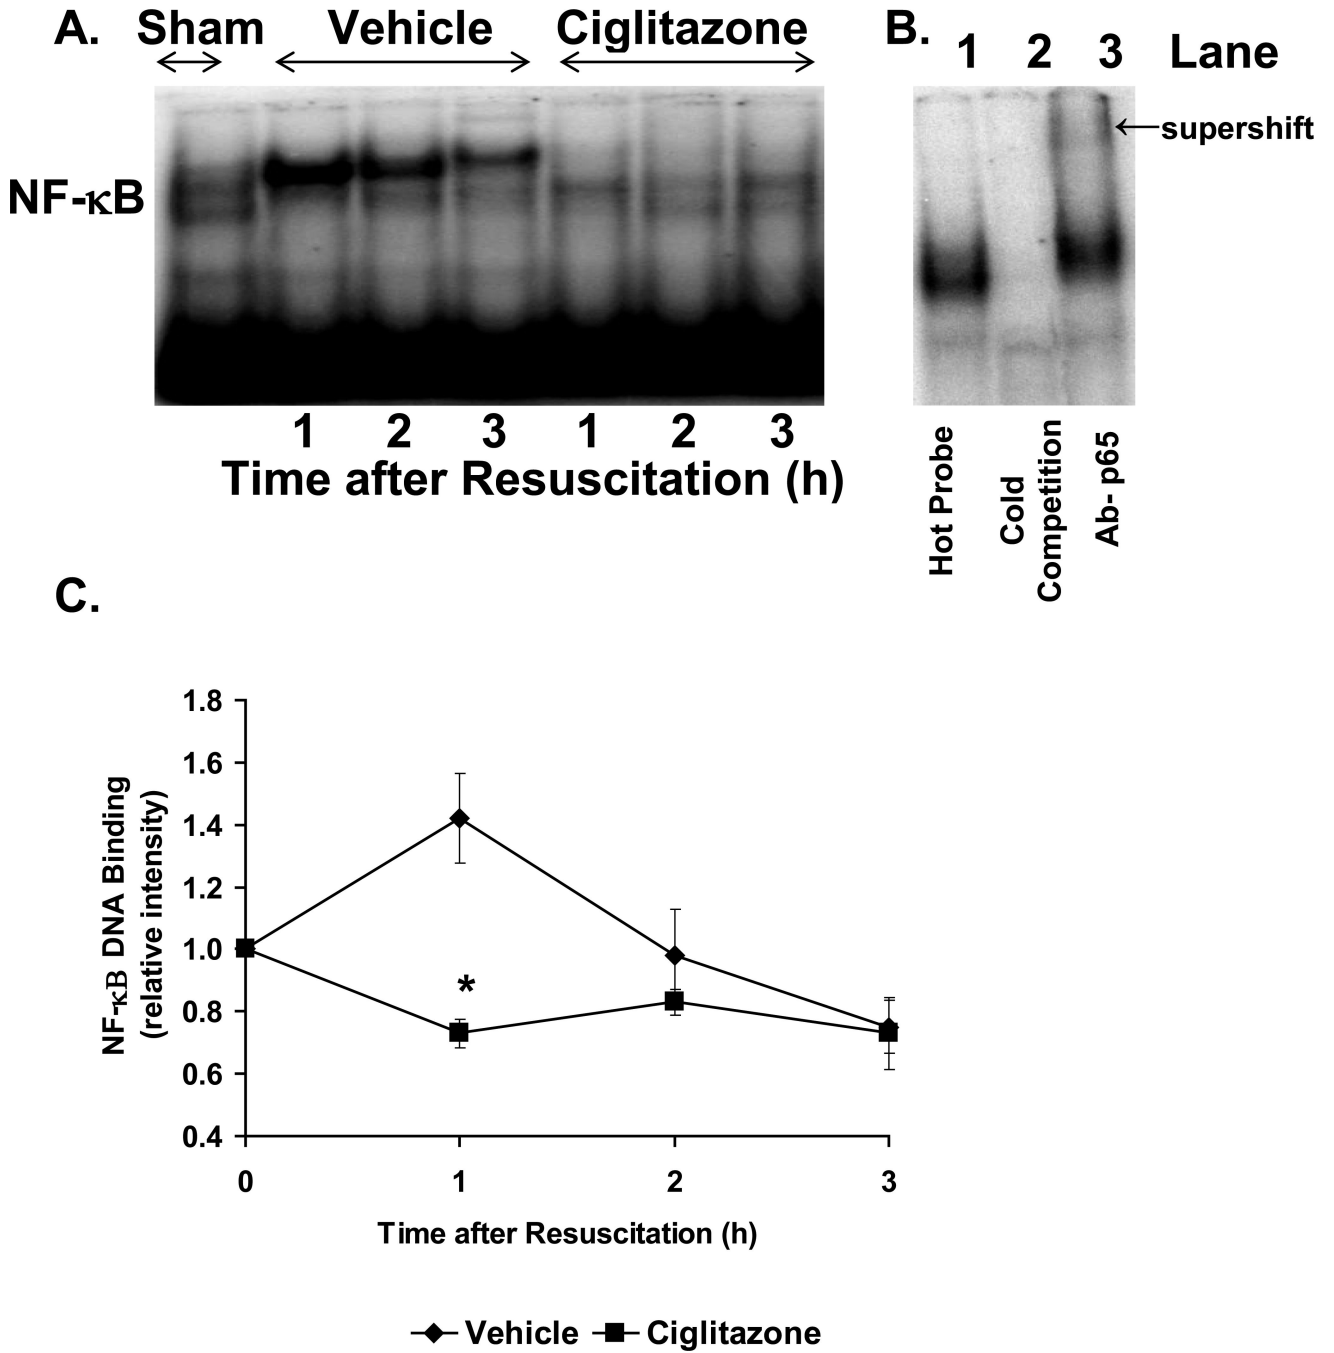 A. Sham Vehicle Ciglitazone
NF-κB
1 2 3 1 2 3
Time after Resuscitation (h)
B. 1 2 3 Lane
supershift
Hot Probe
Cold
Competition
Ab- p65
C.
1.8
1.6
1.4
1.2
1.0
0.8
0.6
0.4
NF-κB DNA Binding
(relative intensity)
*
0 1 2 3
Time after Resuscitation (h)
Vehicle Ciglitazone